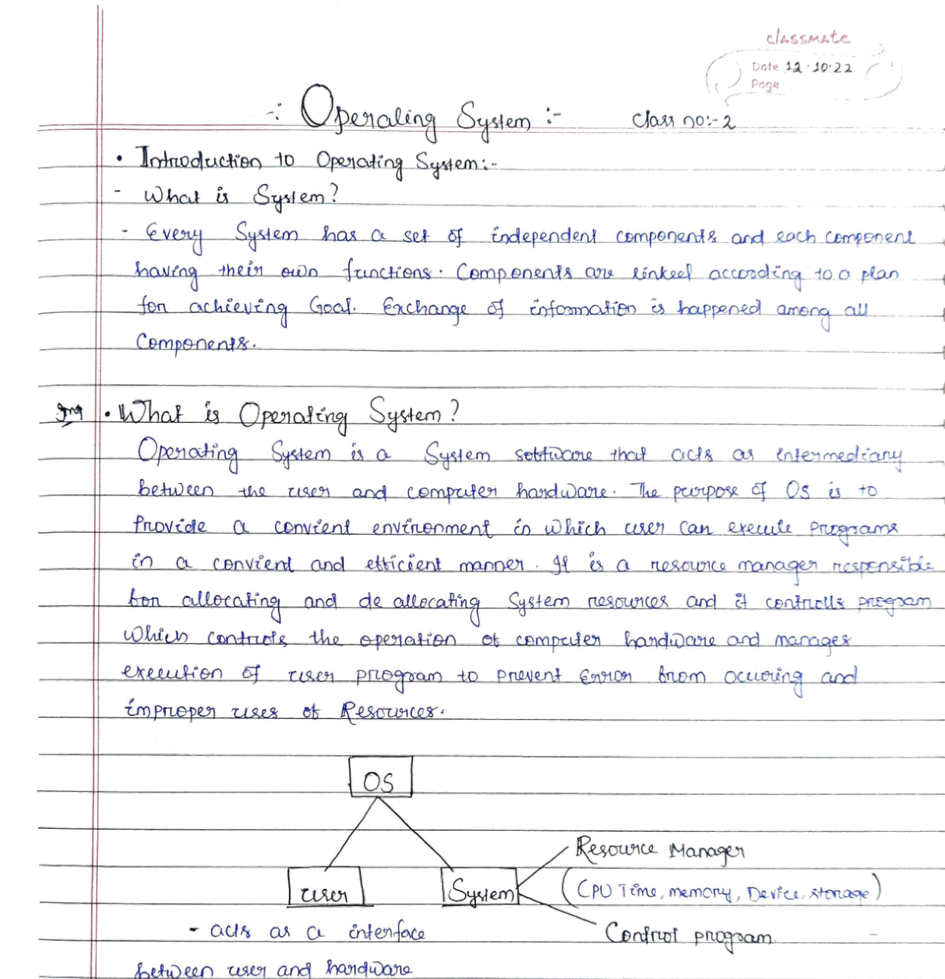 classmate
Date 12-10-22
Page
-: Operating System :- Class no:-2
• Introduction to Operating System:-
- What is System?
- Every System has a set of independent components and each component
having their own functions. Components are linked according to a plan
for achieving Goal. Exchange of information is happened among all
Components.
Imq • What is Operating System?
Operating System is a System software that acts as intermediary
between the user and computer hardware. The purpose of OS is to
Provide a convient environment in which user can execute programs
in a convient and efficient manner. It is a resource manager responsible
for allocating and de allocating System resources and it controlls program
Which controls the operation of computer hardware and manages
execution of user program to prevent Error from occuring and
improper uses of Resources.
OS
Resource Manager
user System (CPU Time, memory, Device, storage)
- acts as a interface Control program
between user and hardware